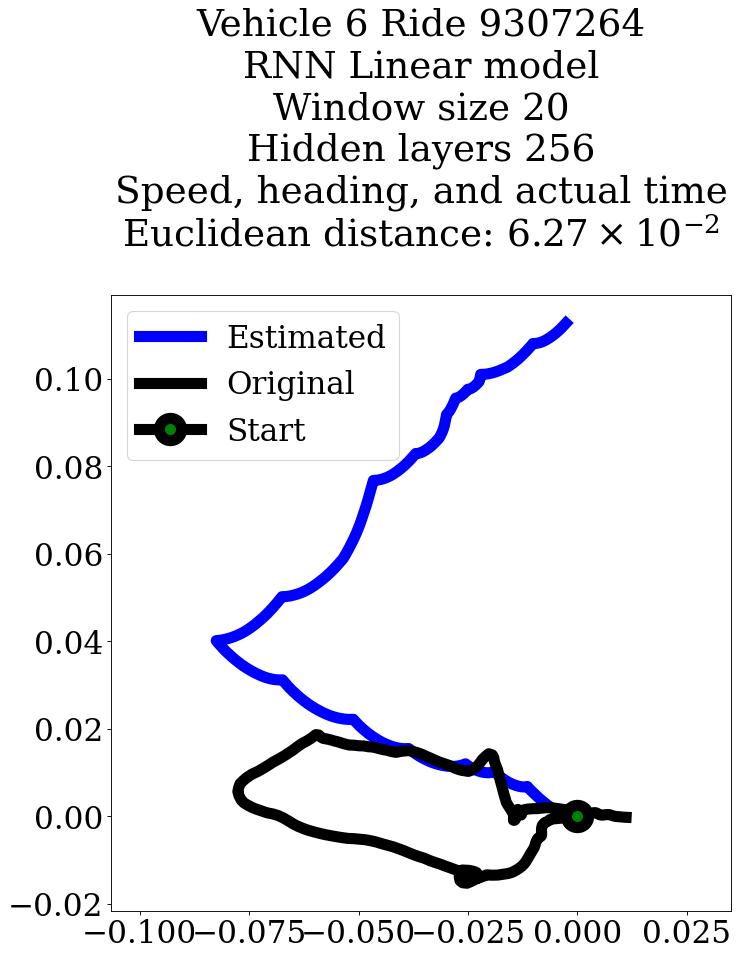 Vehicle 6 Ride 9307264
RNN Linear model
Window size 20
Hidden layers 256
Speed, heading, and actual time
Euclidean distance: 6.27 × 10⁻²
Estimated
Original
Start
0.10
0.08
0.06
0.04
0.02
0.00
−0.02
−0.100 −0.075 −0.050 −0.025 0.000 0.025